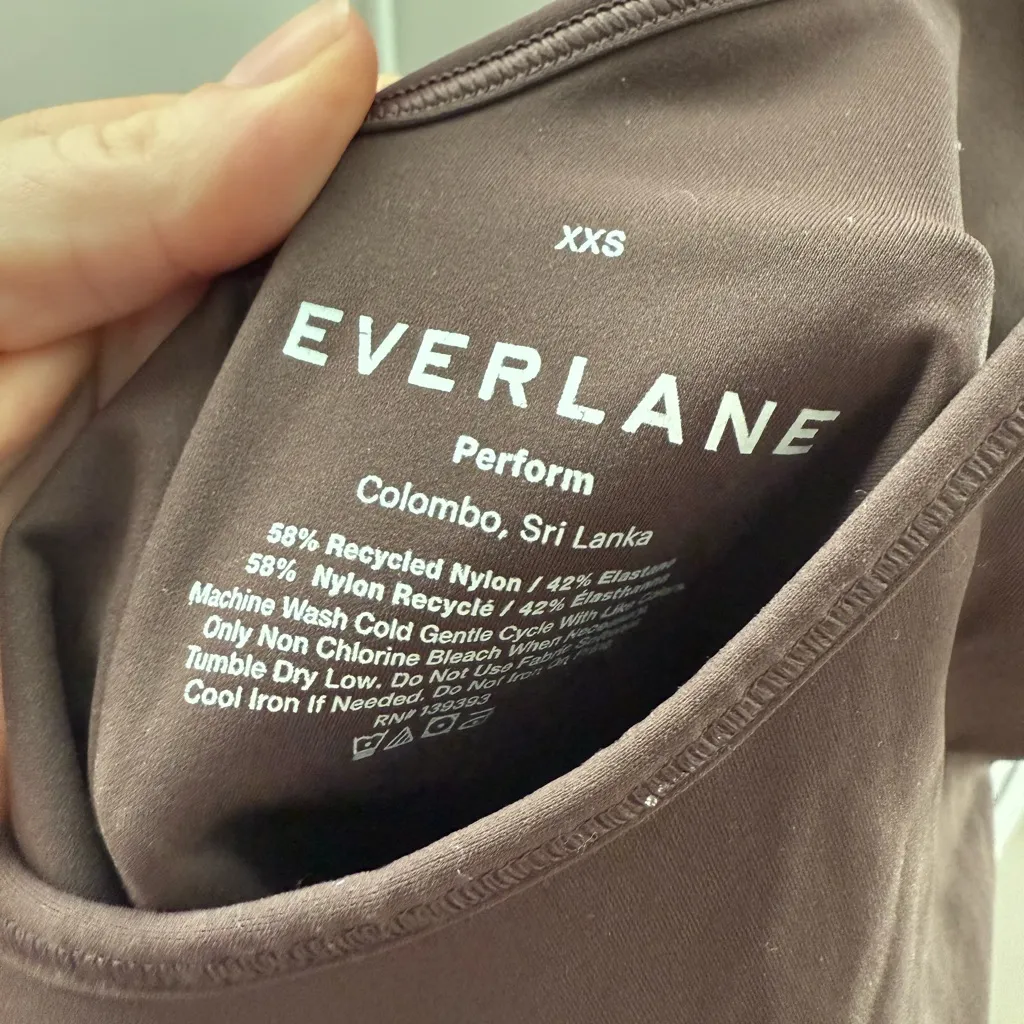 XXS
EVERLANE
Perform
Colombo, Sri Lanka
58% Recycled Nylon / 42% Elastane
58% Nylon Recyclé / 42% Élasthanne
Machine Wash Cold Gentle Cycle With Like Colors
Only Non Chlorine Bleach When Necessary
Tumble Dry Low. Do Not Use Fabric Softener
Cool Iron If Needed. Do Not Iron On Print
RN# 139393